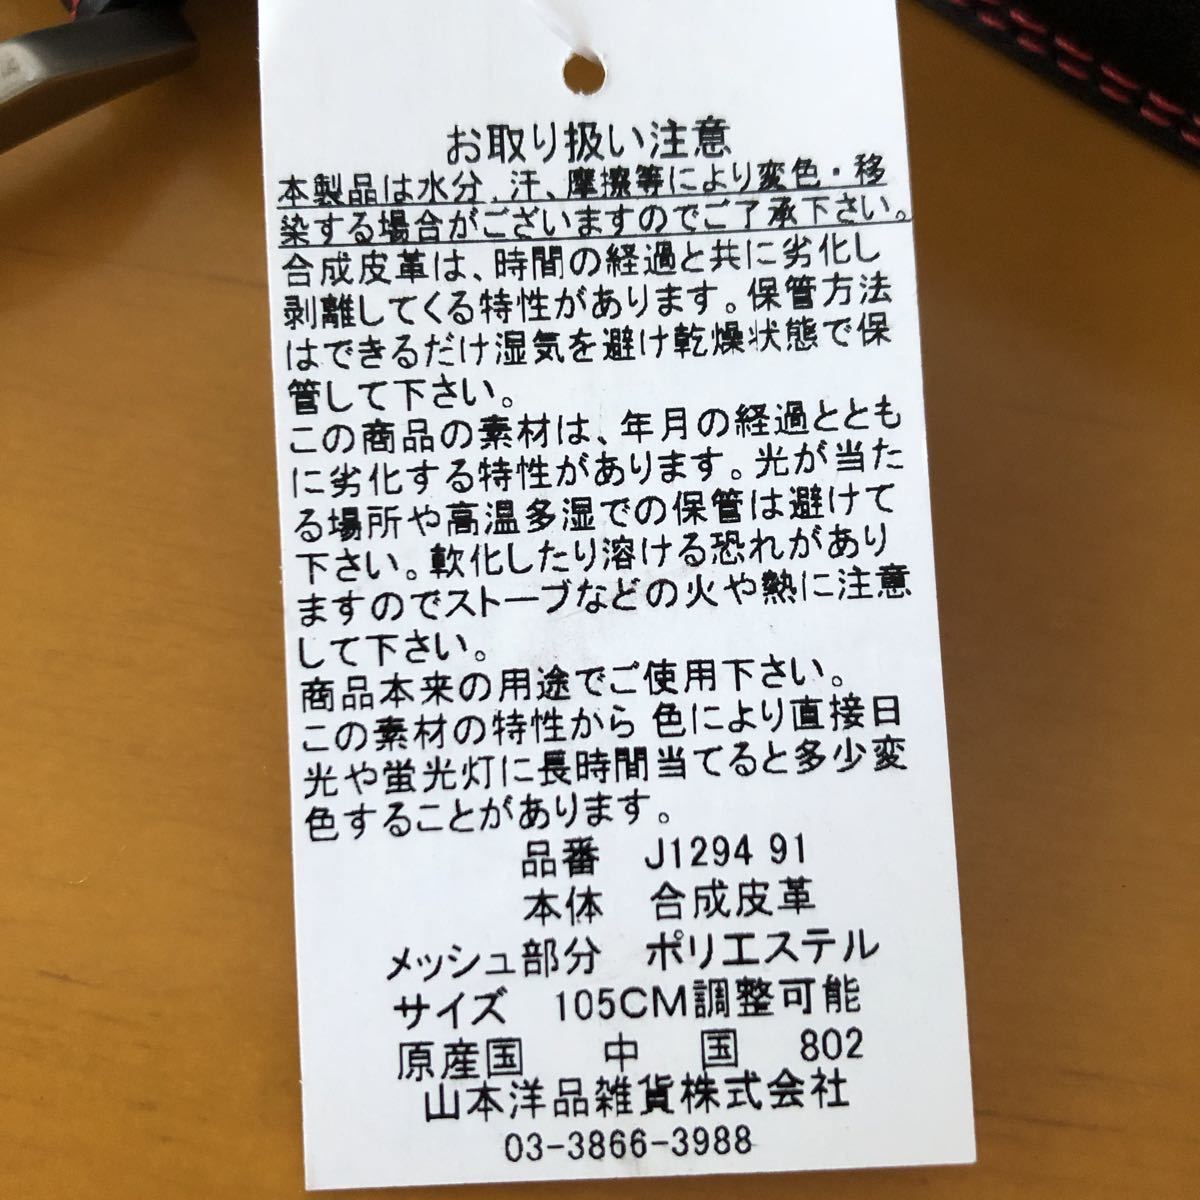 お取り扱い注意
本製品は水分、汗、摩擦等により変色・移
染する場合がございますのでご了承下さい。
合成皮革は、時間の経過と共に劣化し
剥離してくる特性があります。保管方法
はできるだけ湿気を避け乾燥状態で保
管して下さい。
この商品の素材は、年月の経過ととも
に劣化する特性があります。光が当た
る場所や高温多湿での保管は避けて
下さい。軟化したり溶ける恐れがあり
ますのでストーブなどの火や熱に注意
して下さい。
商品本来の用途でご使用下さい。
この素材の特性から 色により直接日
光や蛍光灯に長時間当てると多少変
色することがあります。
品番　J1294 91
本体　合成皮革
メッシュ部分　ポリエステル
サイズ　105CM調整可能
原産国　中　国　802
山本洋品雑貨株式会社
03-3866-3988